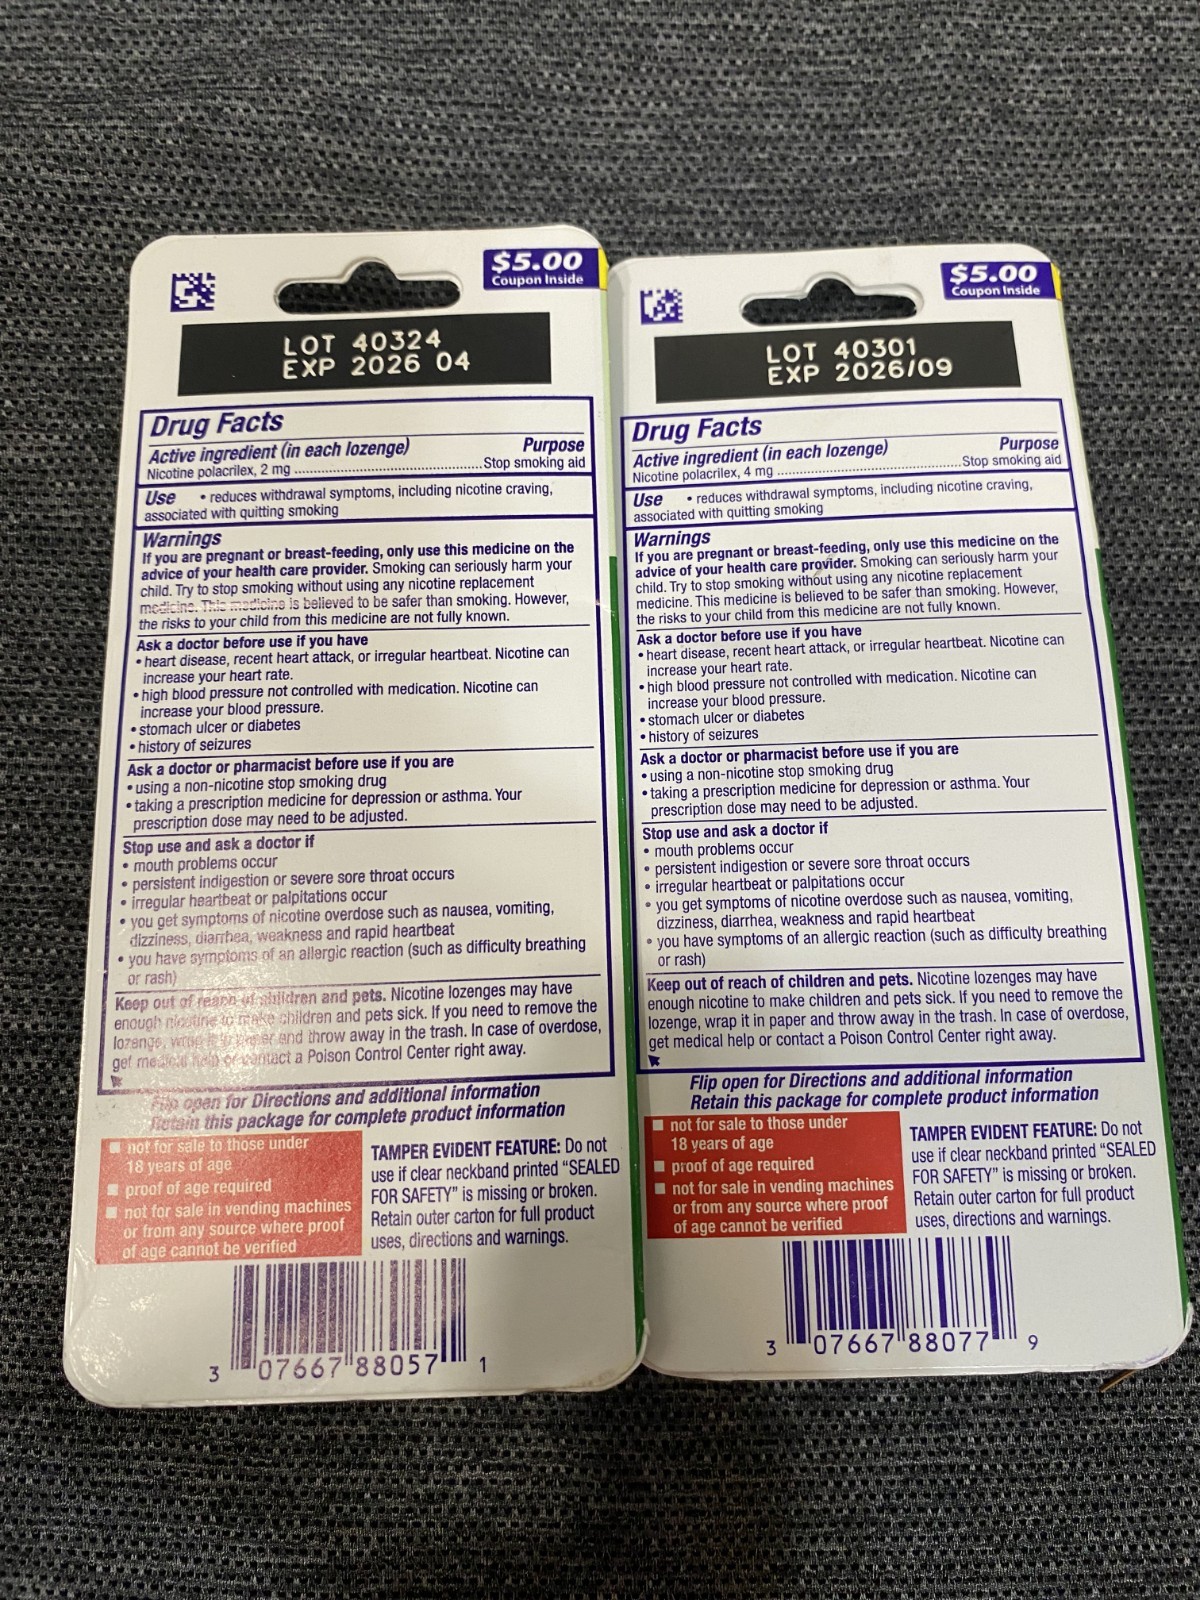 $5.00
Coupon Inside
LOT 40324
EXP 2026 04
Drug Facts
Active ingredient (in each lozenge) Purpose
Nicotine polacrilex, 2 mg ........ Stop smoking aid
Use • reduces withdrawal symptoms, including nicotine craving,
associated with quitting smoking
Warnings
If you are pregnant or breast-feeding, only use this medicine on the
advice of your health care provider. Smoking can seriously harm your
child. Try to stop smoking without using any nicotine replacement
medicine. This medicine is believed to be safer than smoking. However,
the risks to your child from this medicine are not fully known.
Ask a doctor before use if you have
• heart disease, recent heart attack, or irregular heartbeat. Nicotine can
increase your heart rate.
• high blood pressure not controlled with medication. Nicotine can
increase your blood pressure.
• stomach ulcer or diabetes
• history of seizures
Ask a doctor or pharmacist before use if you are
• using a non-nicotine stop smoking drug
• taking a prescription medicine for depression or asthma. Your
prescription dose may need to be adjusted.
Stop use and ask a doctor if
• mouth problems occur
• persistent indigestion or severe sore throat occurs
• irregular heartbeat or palpitations occur
• you get symptoms of nicotine overdose such as nausea, vomiting,
dizziness, diarrhea, weakness and rapid heartbeat
• you have symptoms of an allergic reaction (such as difficulty breathing
or rash)
Keep out of reach of children and pets. Nicotine lozenges may have
enough nicotine to make children and pets sick. If you need to remove the
lozenge, wrap it in paper and throw away in the trash. In case of overdose,
get medical help or contact a Poison Control Center right away.
Flip open for Directions and additional information
Retain this package for complete product information
■ not for sale to those under
18 years of age
■ proof of age required
■ not for sale in vending machines
or from any source where proof
of age cannot be verified
TAMPER EVIDENT FEATURE: Do not
use if clear neckband printed “SEALED
FOR SAFETY” is missing or broken.
Retain outer carton for full product
uses, directions and warnings.
3 07667 88057 1
$5.00
Coupon Inside
LOT 40301
EXP 2026/09
Drug Facts
Active ingredient (in each lozenge) Purpose
Nicotine polacrilex, 4 mg ........ Stop smoking aid
Use • reduces withdrawal symptoms, including nicotine craving,
associated with quitting smoking
Warnings
If you are pregnant or breast-feeding, only use this medicine on the
advice of your health care provider. Smoking can seriously harm your
child. Try to stop smoking without using any nicotine replacement
medicine. This medicine is believed to be safer than smoking. However,
the risks to your child from this medicine are not fully known.
Ask a doctor before use if you have
• heart disease, recent heart attack, or irregular heartbeat. Nicotine can
increase your heart rate.
• high blood pressure not controlled with medication. Nicotine can
increase your blood pressure.
• stomach ulcer or diabetes
• history of seizures
Ask a doctor or pharmacist before use if you are
• using a non-nicotine stop smoking drug
• taking a prescription medicine for depression or asthma. Your
prescription dose may need to be adjusted.
Stop use and ask a doctor if
• mouth problems occur
• persistent indigestion or severe sore throat occurs
• irregular heartbeat or palpitations occur
• you get symptoms of nicotine overdose such as nausea, vomiting,
dizziness, diarrhea, weakness and rapid heartbeat
• you have symptoms of an allergic reaction (such as difficulty breathing
or rash)
Keep out of reach of children and pets. Nicotine lozenges may have
enough nicotine to make children and pets sick. If you need to remove the
lozenge, wrap it in paper and throw away in the trash. In case of overdose,
get medical help or contact a Poison Control Center right away.
Flip open for Directions and additional information
Retain this package for complete product information
■ not for sale to those under
18 years of age
■ proof of age required
■ not for sale in vending machines
or from any source where proof
of age cannot be verified
TAMPER EVIDENT FEATURE: Do not
use if clear neckband printed “SEALED
FOR SAFETY” is missing or broken.
Retain outer carton for full product
uses, directions and warnings.
3 07667 88077 9